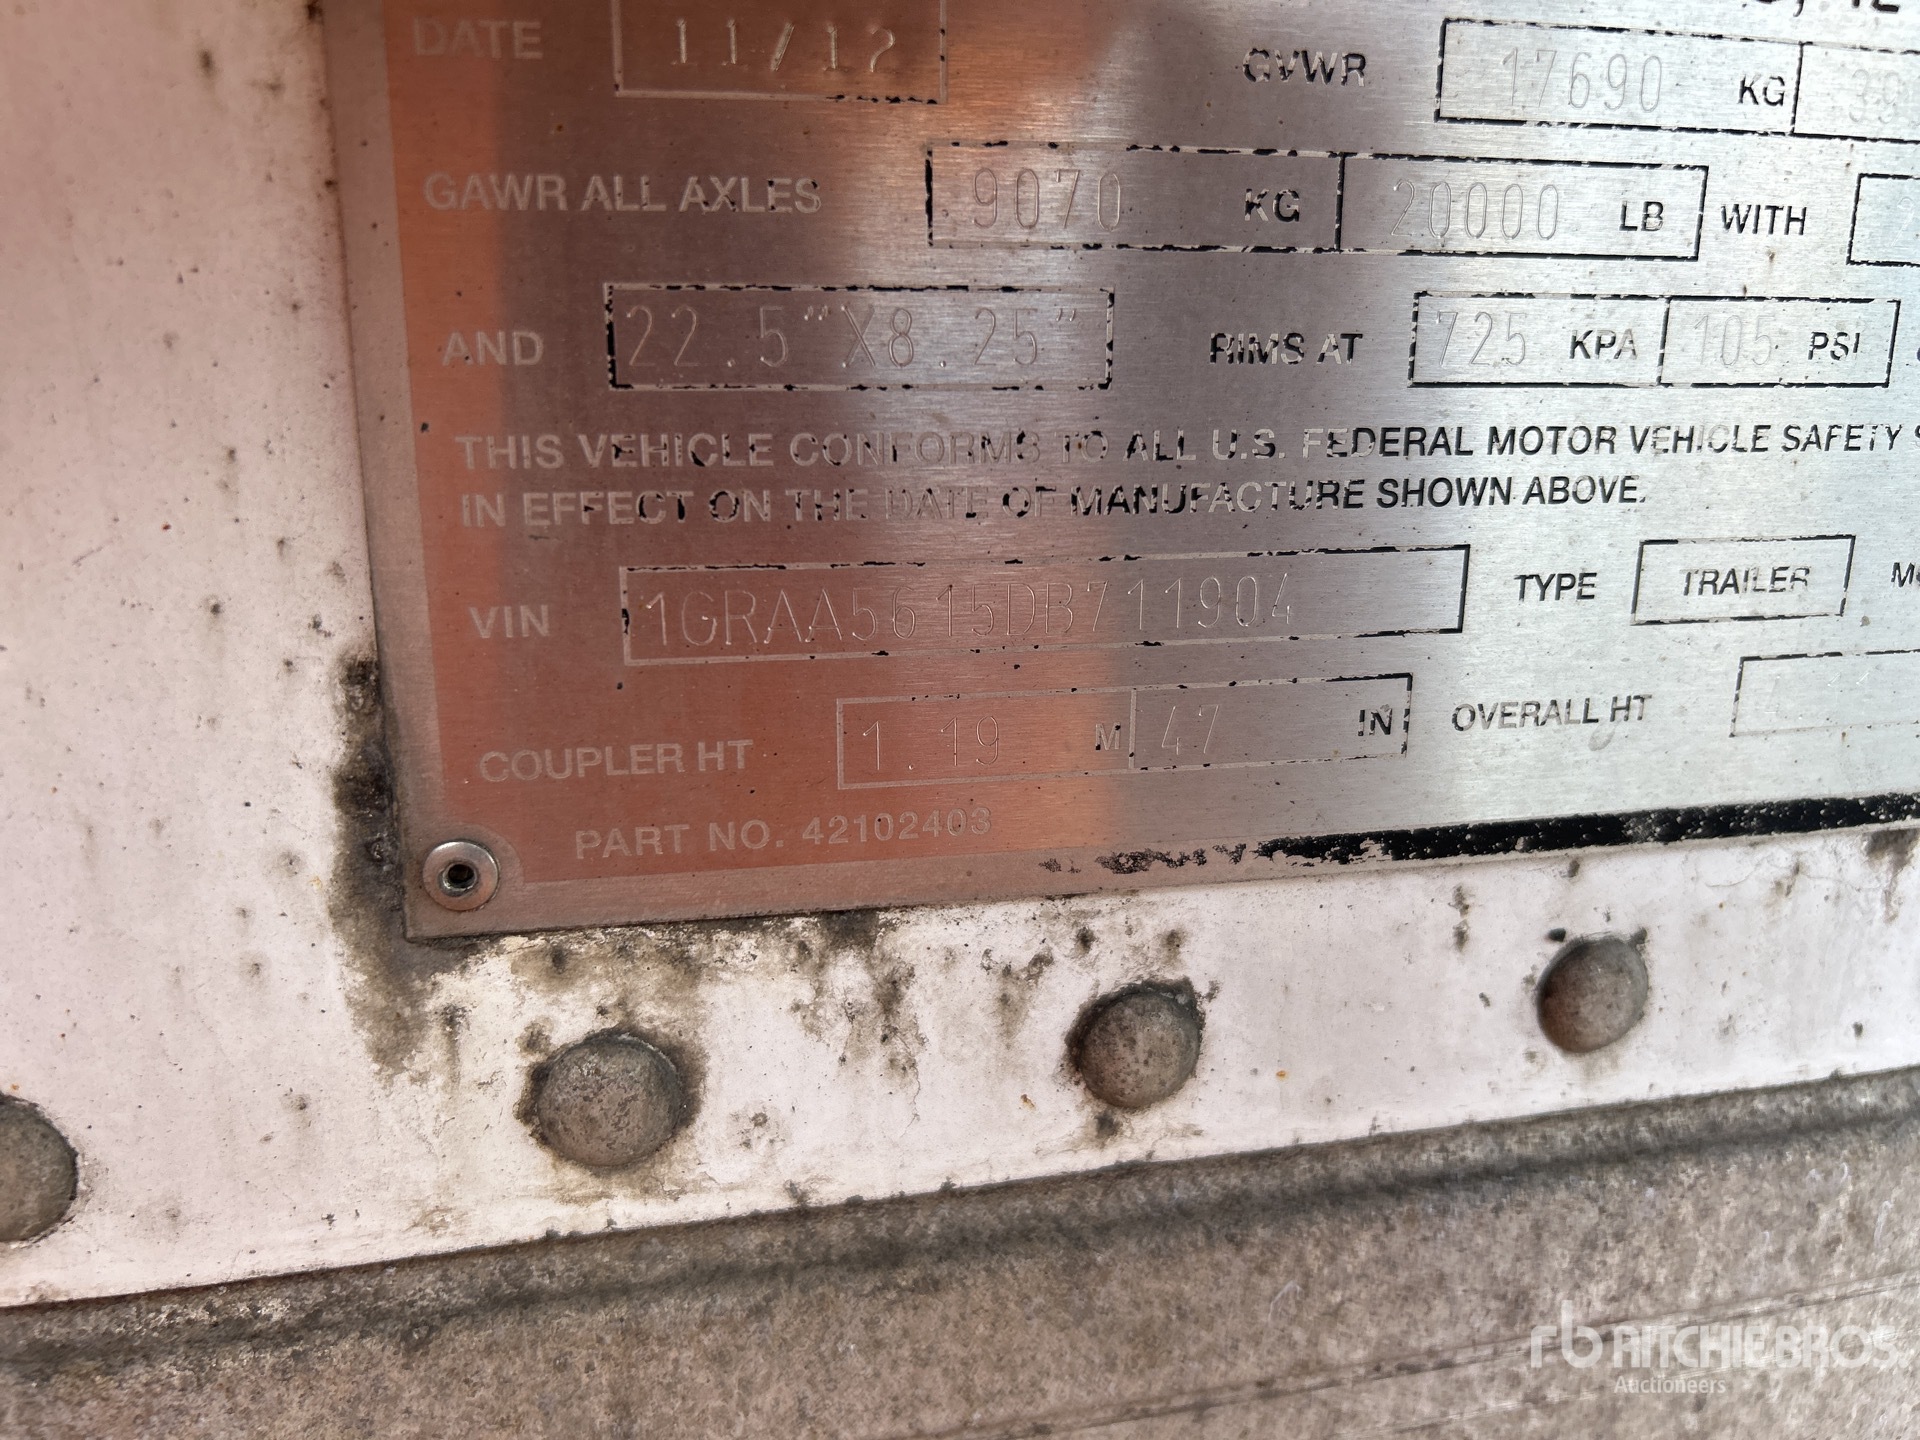 DATE 11/12 GVWR 17690 KG 39
GAWR ALL AXLES 9070 KG 20000 LB WITH
AND 22.5"X8.25" RIMS AT 725 KPA 105 PSI
THIS VEHICLE CONFORMS TO ALL U.S. FEDERAL MOTOR VEHICLE SAFETY S
IN EFFECT ON THE DATE OF MANUFACTURE SHOWN ABOVE.
VIN 1GRAA5615DB711904 TYPE TRAILER
COUPLER HT 1.19 M 47 IN OVERALL HT
PART NO. 42102403
rb RITCHIE BROS.
Auctioneers